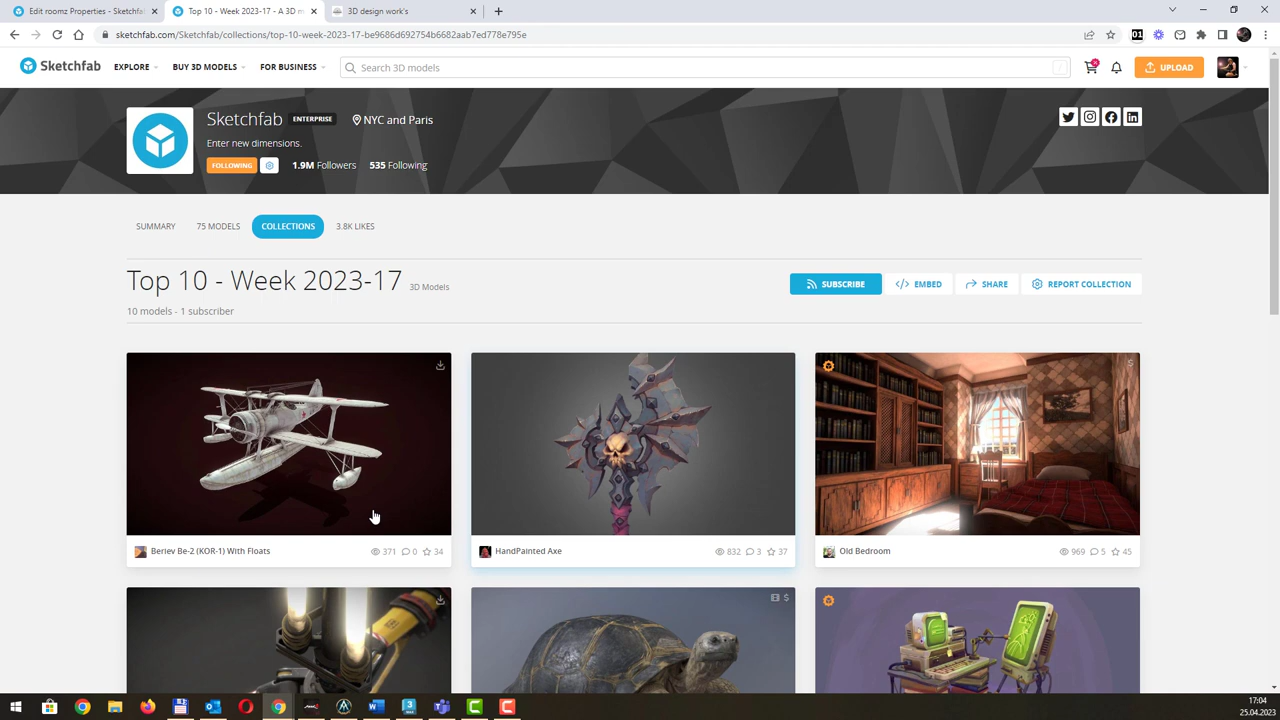 Edit roomz Properties - Sketchfa
Top 10 - Week 2023-17 - A 3D m
3D design work's
sketchfab.com/Sketchfab/collections/top-10-week-2023-17-be9686d692754b6682aab7ed778e795e
Sketchfab
EXPLORE
BUY 3D MODELS
FOR BUSINESS
Search 3D models
/
UPLOAD
Sketchfab ENTERPRISE NYC and Paris
Enter new dimensions.
FOLLOWING 1.9M Followers 535 Following
SUMMARY 75 MODELS COLLECTIONS 3.8K LIKES
Top 10 - Week 2023-17 3D Models
SUBSCRIBE EMBED SHARE REPORT COLLECTION
10 models - 1 subscriber
Beriev Be-2 (KOR-1) With Floats 371 0 34
HandPainted Axe 832 3 37
Old Bedroom 969 5 45
17:04
25.04.2023